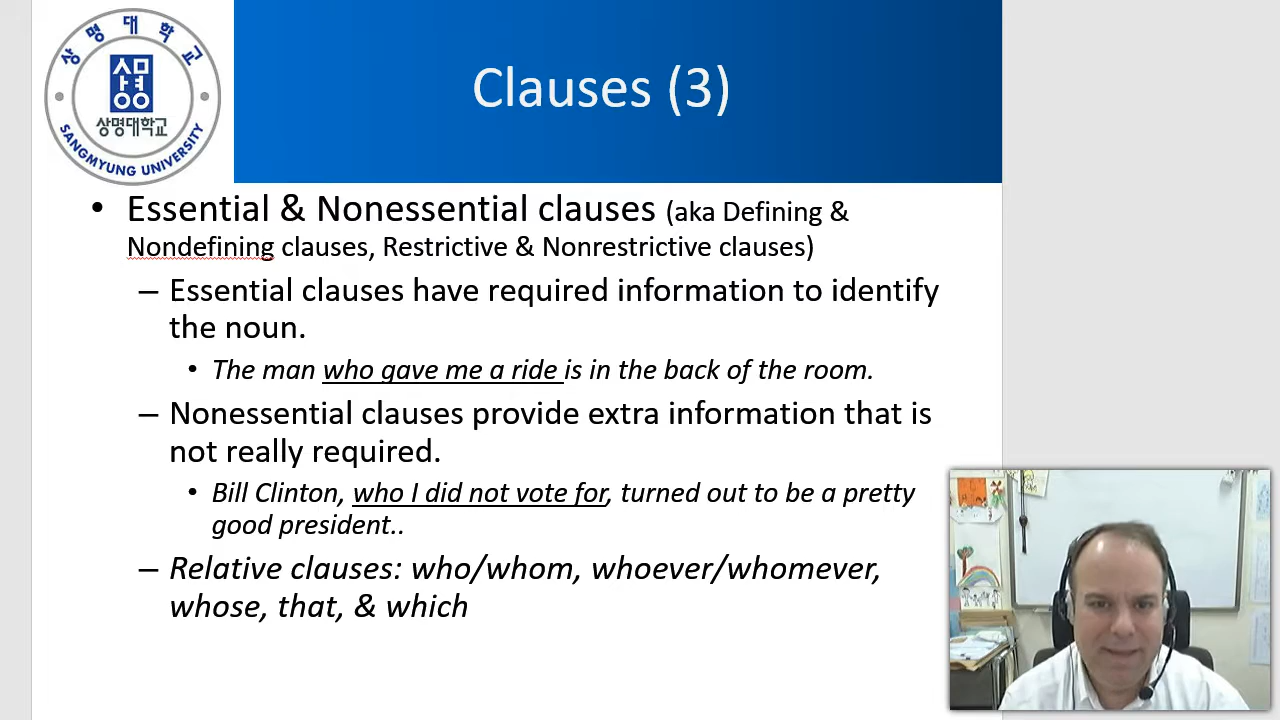 상명대학교
상명
상명대학교
SANGMYUNG UNIVERSITY
Clauses (3)
• Essential & Nonessential clauses (aka Defining &
Nondefining clauses, Restrictive & Nonrestrictive clauses)
– Essential clauses have required information to identify
the noun.
• The man who gave me a ride is in the back of the room.
– Nonessential clauses provide extra information that is
not really required.
• Bill Clinton, who I did not vote for, turned out to be a pretty
good president..
– Relative clauses: who/whom, whoever/whomever,
whose, that, & which